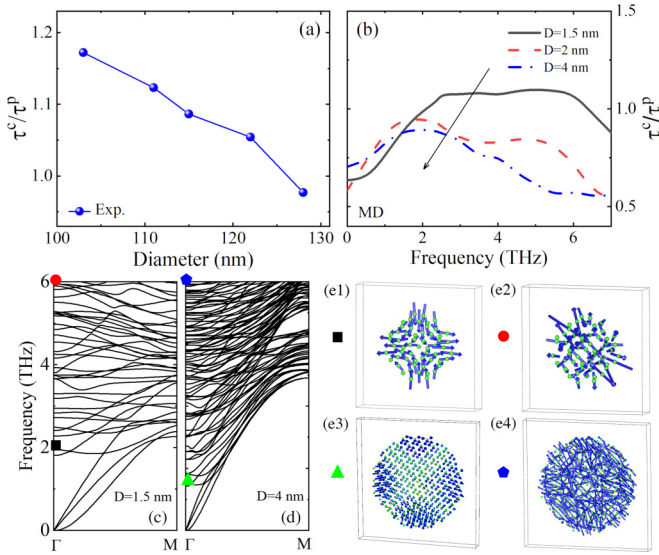 (a)
1.2
1.1
1.0
τᶜ/τᵖ
Exp.
100
110
120
130
Diameter (nm)
(b)
D=1.5 nm
D=2 nm
D=4 nm
1.5
1.0
0.5
τᶜ/τᵖ
MD
0
2
4
6
Frequency (THz)
6
4
2
0
Frequency (THz)
D=1.5 nm
(c)
Γ
M
D=4 nm
(d)
Γ
M
(e1)
(e2)
(e3)
(e4)